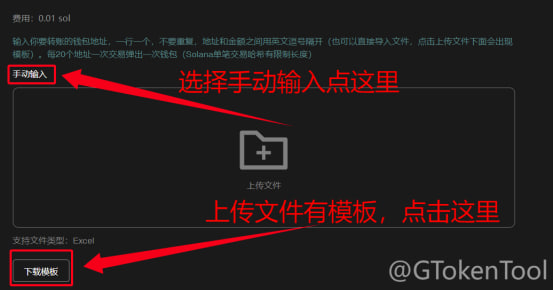 费用：0.01 sol
输入你要转账的钱包地址，一行一个，不要重复，地址和金额之间用英文逗号隔开（也可以直接导入文件，点击上传文件下面会出现
模板）。每20个地址一次交易弹出一次钱包（Solana单笔交易哈希有限制长度）
手动输入
选择手动输入点这里
上传文件
上传文件有模板，点击这里
支持文件类型：Excel
下载模板
@GTokenTool